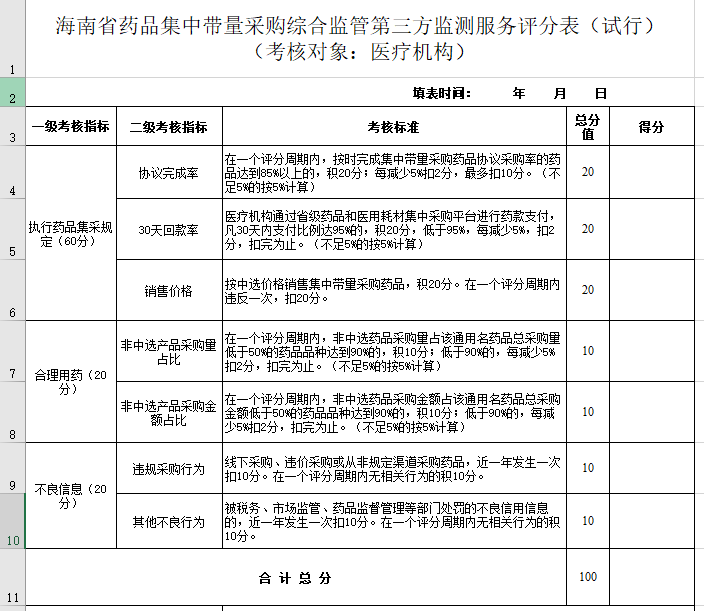 海南省药品集中带量采购综合监管第三方监测服务评分表（试行）
（考核对象：医疗机构）
1
2
填表时间： 年 月 日
3
一级考核指标 二级考核指标 考核标准 总分值 得分
4
执行药品集采规定（60分）
协议完成率
在一个评分周期内，按时完成集中带量采购药品协议采购率的药
品达到85%以上的，积20分；每减少5%扣2分，最多扣10分。（不
足5%的按5%计算）
20
5
30天回款率
医疗机构通过省级药品和医用耗材集中采购平台进行药款支付，
凡30天内支付比例达95%的，积20分，低于95%，每减少5%，扣2
分，扣完为止。（不足5%的按5%计算）
20
6
销售价格
按中选价格销售集中带量采购药品，积20分。在一个评分周期内
违反一次，扣20分。
20
7
合理用药（20
分）
非中选产品采购量
占比
在一个评分周期内，非中选药品采购量占该通用名药品总采购量
低于50%的药品品种达到90%的，积10分；低于90%的，每减少5%
扣2分，扣完为止。（不足5%的按5%计算）
10
8
非中选产品采购金
额占比
在一个评分周期内，非中选药品采购金额占该通用名药品总采购
金额低于50%的药品品种达到90%的，积10分；低于90%的，每减
少5%扣2分，扣完为止。（不足5%的按5%计算）
10
9
不良信息（20
分）
违规采购行为
线下采购、违价采购或从非规定渠道采购药品，近一年发生一次
扣10分。在一个评分周期内无相关行为的积10分。
10
10
其他不良行为
被税务、市场监管、药品监督管理等部门处罚的不良信用信息
的，近一年发生一次扣10分。在一个评分周期内无相关行为的积
10分。
10
11
合 计 总 分
100